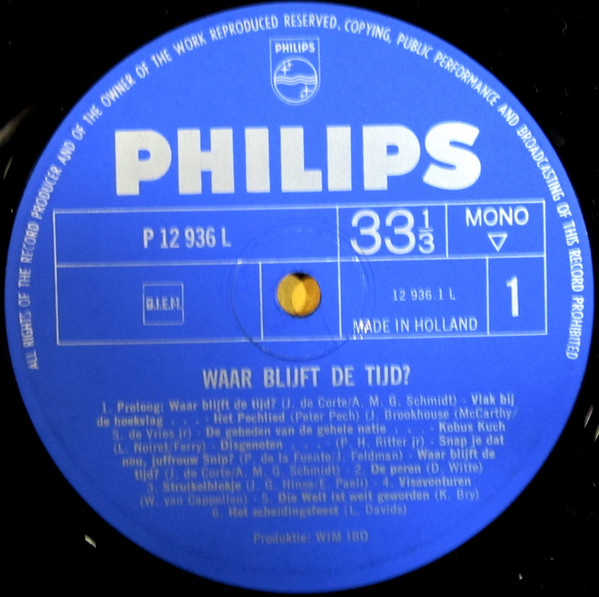 ALL RIGHTS OF THE RECORD PRODUCER AND OF THE OWNER OF THE WORK REPRODUCED RESERVED. COPYING, PUBLIC PERFORMANCE AND BROADCASTING OF THIS RECORD PROHIBITED
PHILIPS
PHILIPS
P 12 936 L
33 1/3
MONO
B.I.E.M.
12 936.1 L
MADE IN HOLLAND
1
WAAR BLIJFT DE TIJD?
1. Proloog: Waar blijft de tijd? (J. de Corte/A. M. G. Schmidt) - Vlak bij
de hoekvlag . . . . Het Pechlied (Peter Pech) (J. Brookhouse (McCarthy/
S. de Vries jr) - De gebeden van de gehele natie . . . . Kobus Kuch
(L. Noiret-Ferry) - Dasgenoten . . . . (P. H. Ritter jr) - Snap je dat
nou, juffrouw Snip? (P. de la Fuente/J. Feldman) - Waar blijft de
tijd? (J. de Corte/A. M. G. Schmidt) - 2. De peren (D. Witte)
3. Struikelblokje (J. G. Hinse/E. Paeli) - 4. Visavonturen
(W. van Cappellen) - 5. Die Welt ist weit geworden (K. Bry)
6. Het scheidingsfeest (L. Davids)
Produktie: WIM IBO